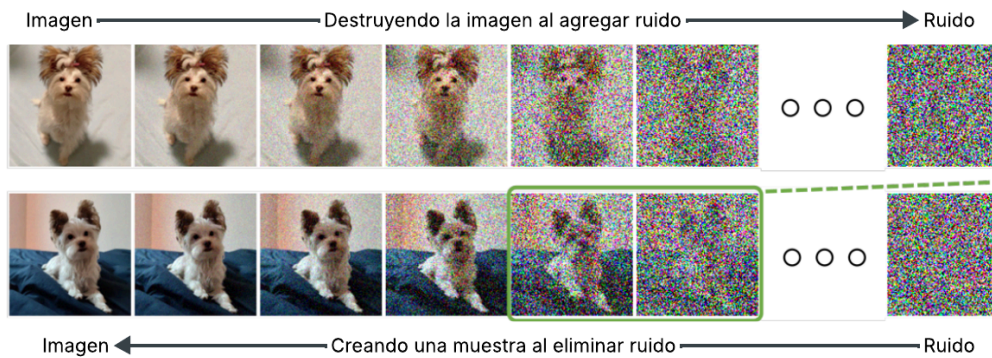 Imagen Destruyendo la imagen al agregar ruido Ruido
Imagen Creando una muestra al eliminar ruido Ruido